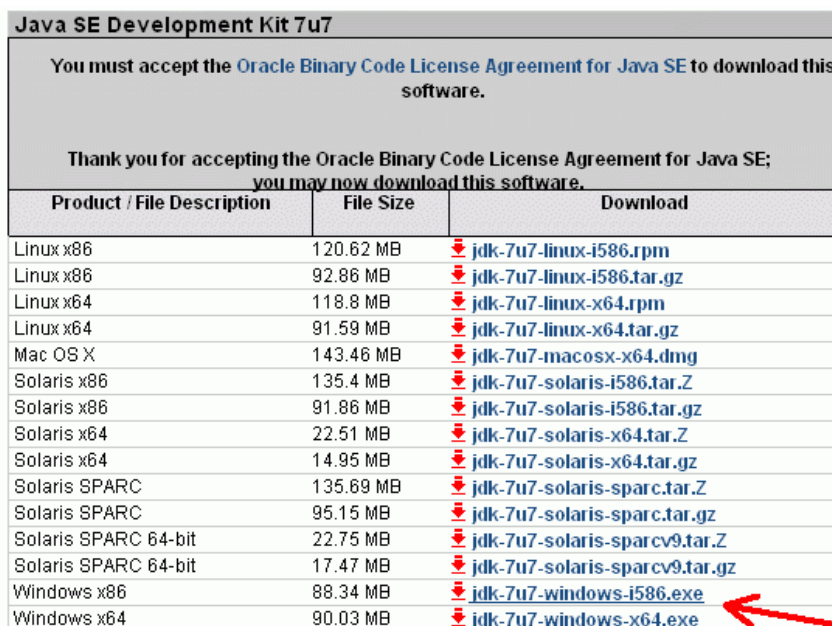 Java SE Development Kit 7u7
You must accept the Oracle Binary Code License Agreement for Java SE to download this
software.
Thank you for accepting the Oracle Binary Code License Agreement for Java SE;
you may now download this software.
Product / File Description File Size Download
Linux x86 120.62 MB jdk-7u7-linux-i586.rpm
Linux x86 92.86 MB jdk-7u7-linux-i586.tar.gz
Linux x64 118.8 MB jdk-7u7-linux-x64.rpm
Linux x64 91.59 MB jdk-7u7-linux-x64.tar.gz
Mac OS X 143.46 MB jdk-7u7-macosx-x64.dmg
Solaris x86 135.4 MB jdk-7u7-solaris-i586.tar.Z
Solaris x86 91.86 MB jdk-7u7-solaris-i586.tar.gz
Solaris x64 22.51 MB jdk-7u7-solaris-x64.tar.Z
Solaris x64 14.95 MB jdk-7u7-solaris-x64.tar.gz
Solaris SPARC 135.69 MB jdk-7u7-solaris-sparc.tar.Z
Solaris SPARC 95.15 MB jdk-7u7-solaris-sparc.tar.gz
Solaris SPARC 64-bit 22.75 MB jdk-7u7-solaris-sparcv9.tar.Z
Solaris SPARC 64-bit 17.47 MB jdk-7u7-solaris-sparcv9.tar.gz
Windows x86 88.34 MB jdk-7u7-windows-i586.exe
Windows x64 90.03 MB jdk-7u7-windows-x64.exe